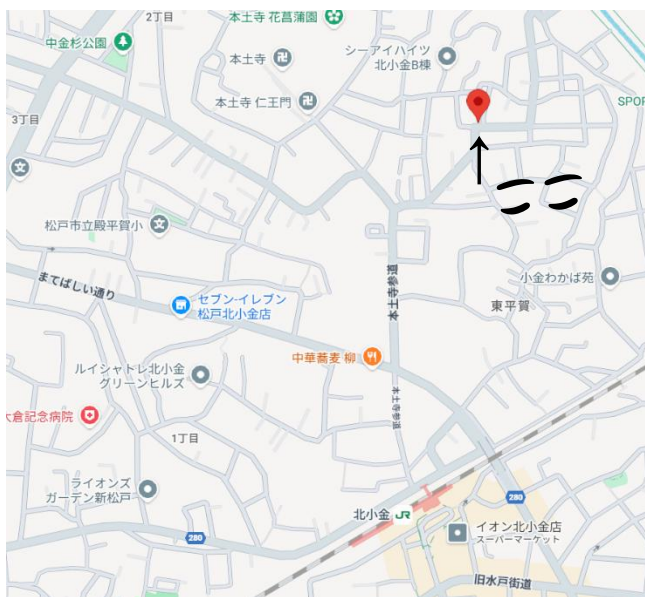 2丁目
本土寺 花菖蒲園
中金杉公園
本土寺
シーアイハイツ
北小金B棟
本土寺 仁王門
SPOR
3丁目
ここ
松戸市立殿平賀小
本土寺参道
小金わかば苑
まてばしい通り
セブン-イレブン
松戸北小金店
東平賀
中華蕎麦 柳
ルイシャトレ北小金
グリーンヒルズ
本土寺参道
大倉記念病院
1丁目
ライオンズ
ガーデン新松戸
280
北小金 JR
イオン北小金店
スーパーマーケット
280
旧水戸街道